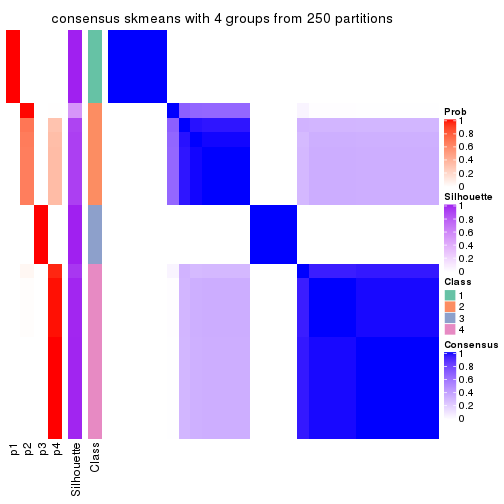 consensus skmeans with 4 groups from 250 partitions
Prob
1
0.8
0.6
0.4
0.2
0
Silhouette
1
0.8
0.6
0.4
0.2
0
Class
1
2
3
4
Consensus
1
0.8
0.6
0.4
0.2
0
p1
p2
p3
p4
Silhouette
Class